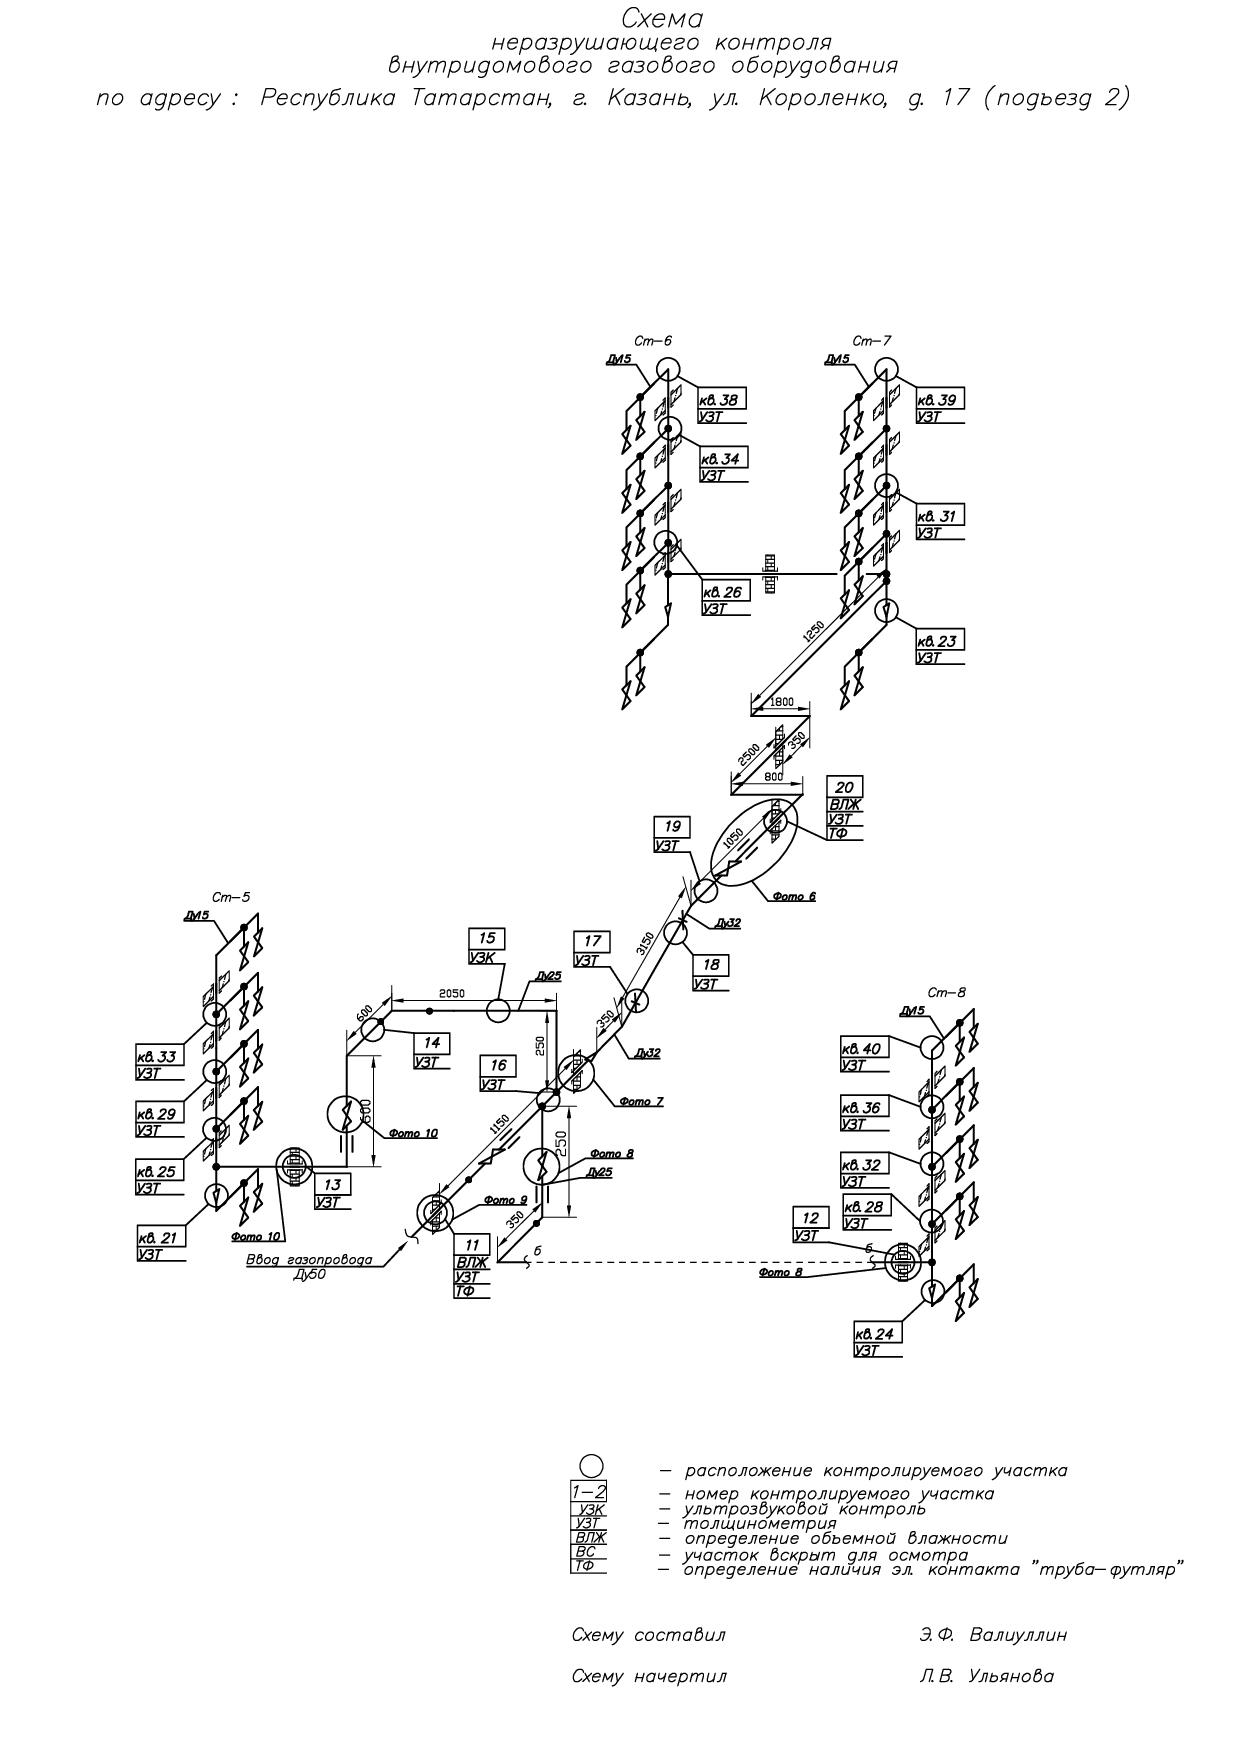 Схема
неразрушающего контроля
внутридомового газового оборудования
по адресу : Республика Татарстан, г. Казань, ул. Короленко, д. 17 (подъезд 2)
Ст-6
Ст-7
Ду15
Ду15
кв.38
УЗТ
кв.39
УЗТ
кв.34
УЗТ
кв.31
УЗТ
кв.26
УЗТ
кв.23
УЗТ
1250
1800
2500
350
800
20
ВЛЖ
УЗТ
ТФ
19
УЗТ
1050
Фото 6
Ст-5
Ду15
Ду32
3150
15
УЗК
17
УЗТ
18
УЗТ
Ду25
2050
600
350
Ст-8
Ду15
кв.33
УЗТ
14
УЗТ
250
Ду32
кв.40
УЗТ
16
УЗТ
кв.29
УЗТ
600
Фото 7
кв.36
УЗТ
1150
Фото 10
250
Фото 8
Ду25
кв.32
УЗТ
кв.25
УЗТ
13
УЗТ
Фото 9
350
кв.28
УЗТ
12
УЗТ
кв.21
УЗТ
Фото 10
11
ВЛЖ
УЗТ
ТФ
б
б
Ввод газопровода
Ду50
Фото 8
кв.24
УЗТ
— расположение контролируемого участка
1-2 — номер контролируемого участка
УЗК — ультрозвуковой контроль
УЗТ — толщинометрия
ВЛЖ — определение объемной влажности
ВС — участок вскрыт для осмотра
ТФ — определение наличия эл. контакта "труба-футляр"
Схему составил Э.Ф. Валиуллин
Схему начертил Л.В. Ульянова